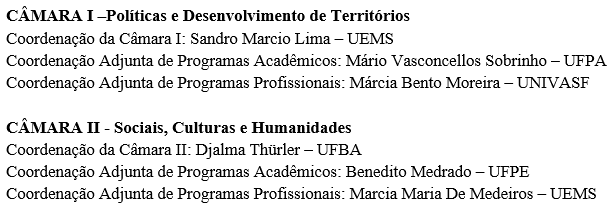 CÂMARA I –Políticas e Desenvolvimento de Territórios
Coordenação da Câmara I: Sandro Marcio Lima – UEMS
Coordenação Adjunta de Programas Acadêmicos: Mário Vasconcellos Sobrinho – UFPA
Coordenação Adjunta de Programas Profissionais: Márcia Bento Moreira – UNIVASF
CÂMARA II - Sociais, Culturas e Humanidades
Coordenação da Câmara II: Djalma Thürler – UFBA
Coordenação Adjunta de Programas Acadêmicos: Benedito Medrado – UFPE
Coordenação Adjunta de Programas Profissionais: Marcia Maria De Medeiros – UEMS